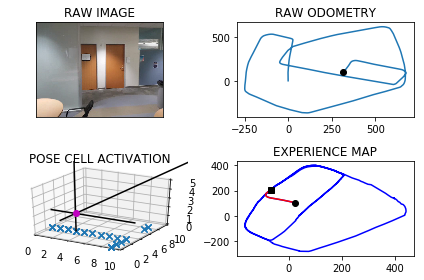 RAW IMAGE
RAW ODOMETRY
500
0
-250 0 250 500
POSE CELL ACTIVATION
5
4
3
2
1
0
0 2 4 6 8 10
0 2 4 6 8 10
EXPERIENCE MAP
400
200
0
-200
0 200 400